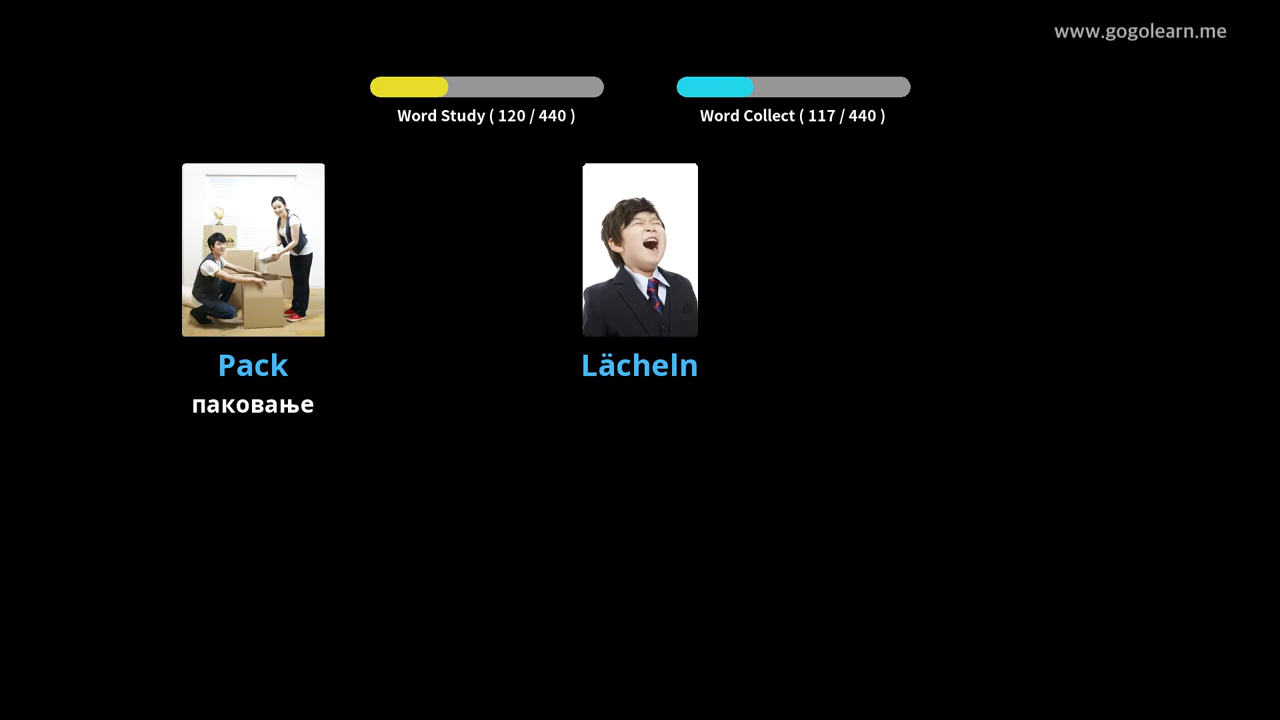 www.gogolearn.me
Word Study ( 120 / 440 )
Word Collect ( 117 / 440 )
Pack
паковање
Lächeln